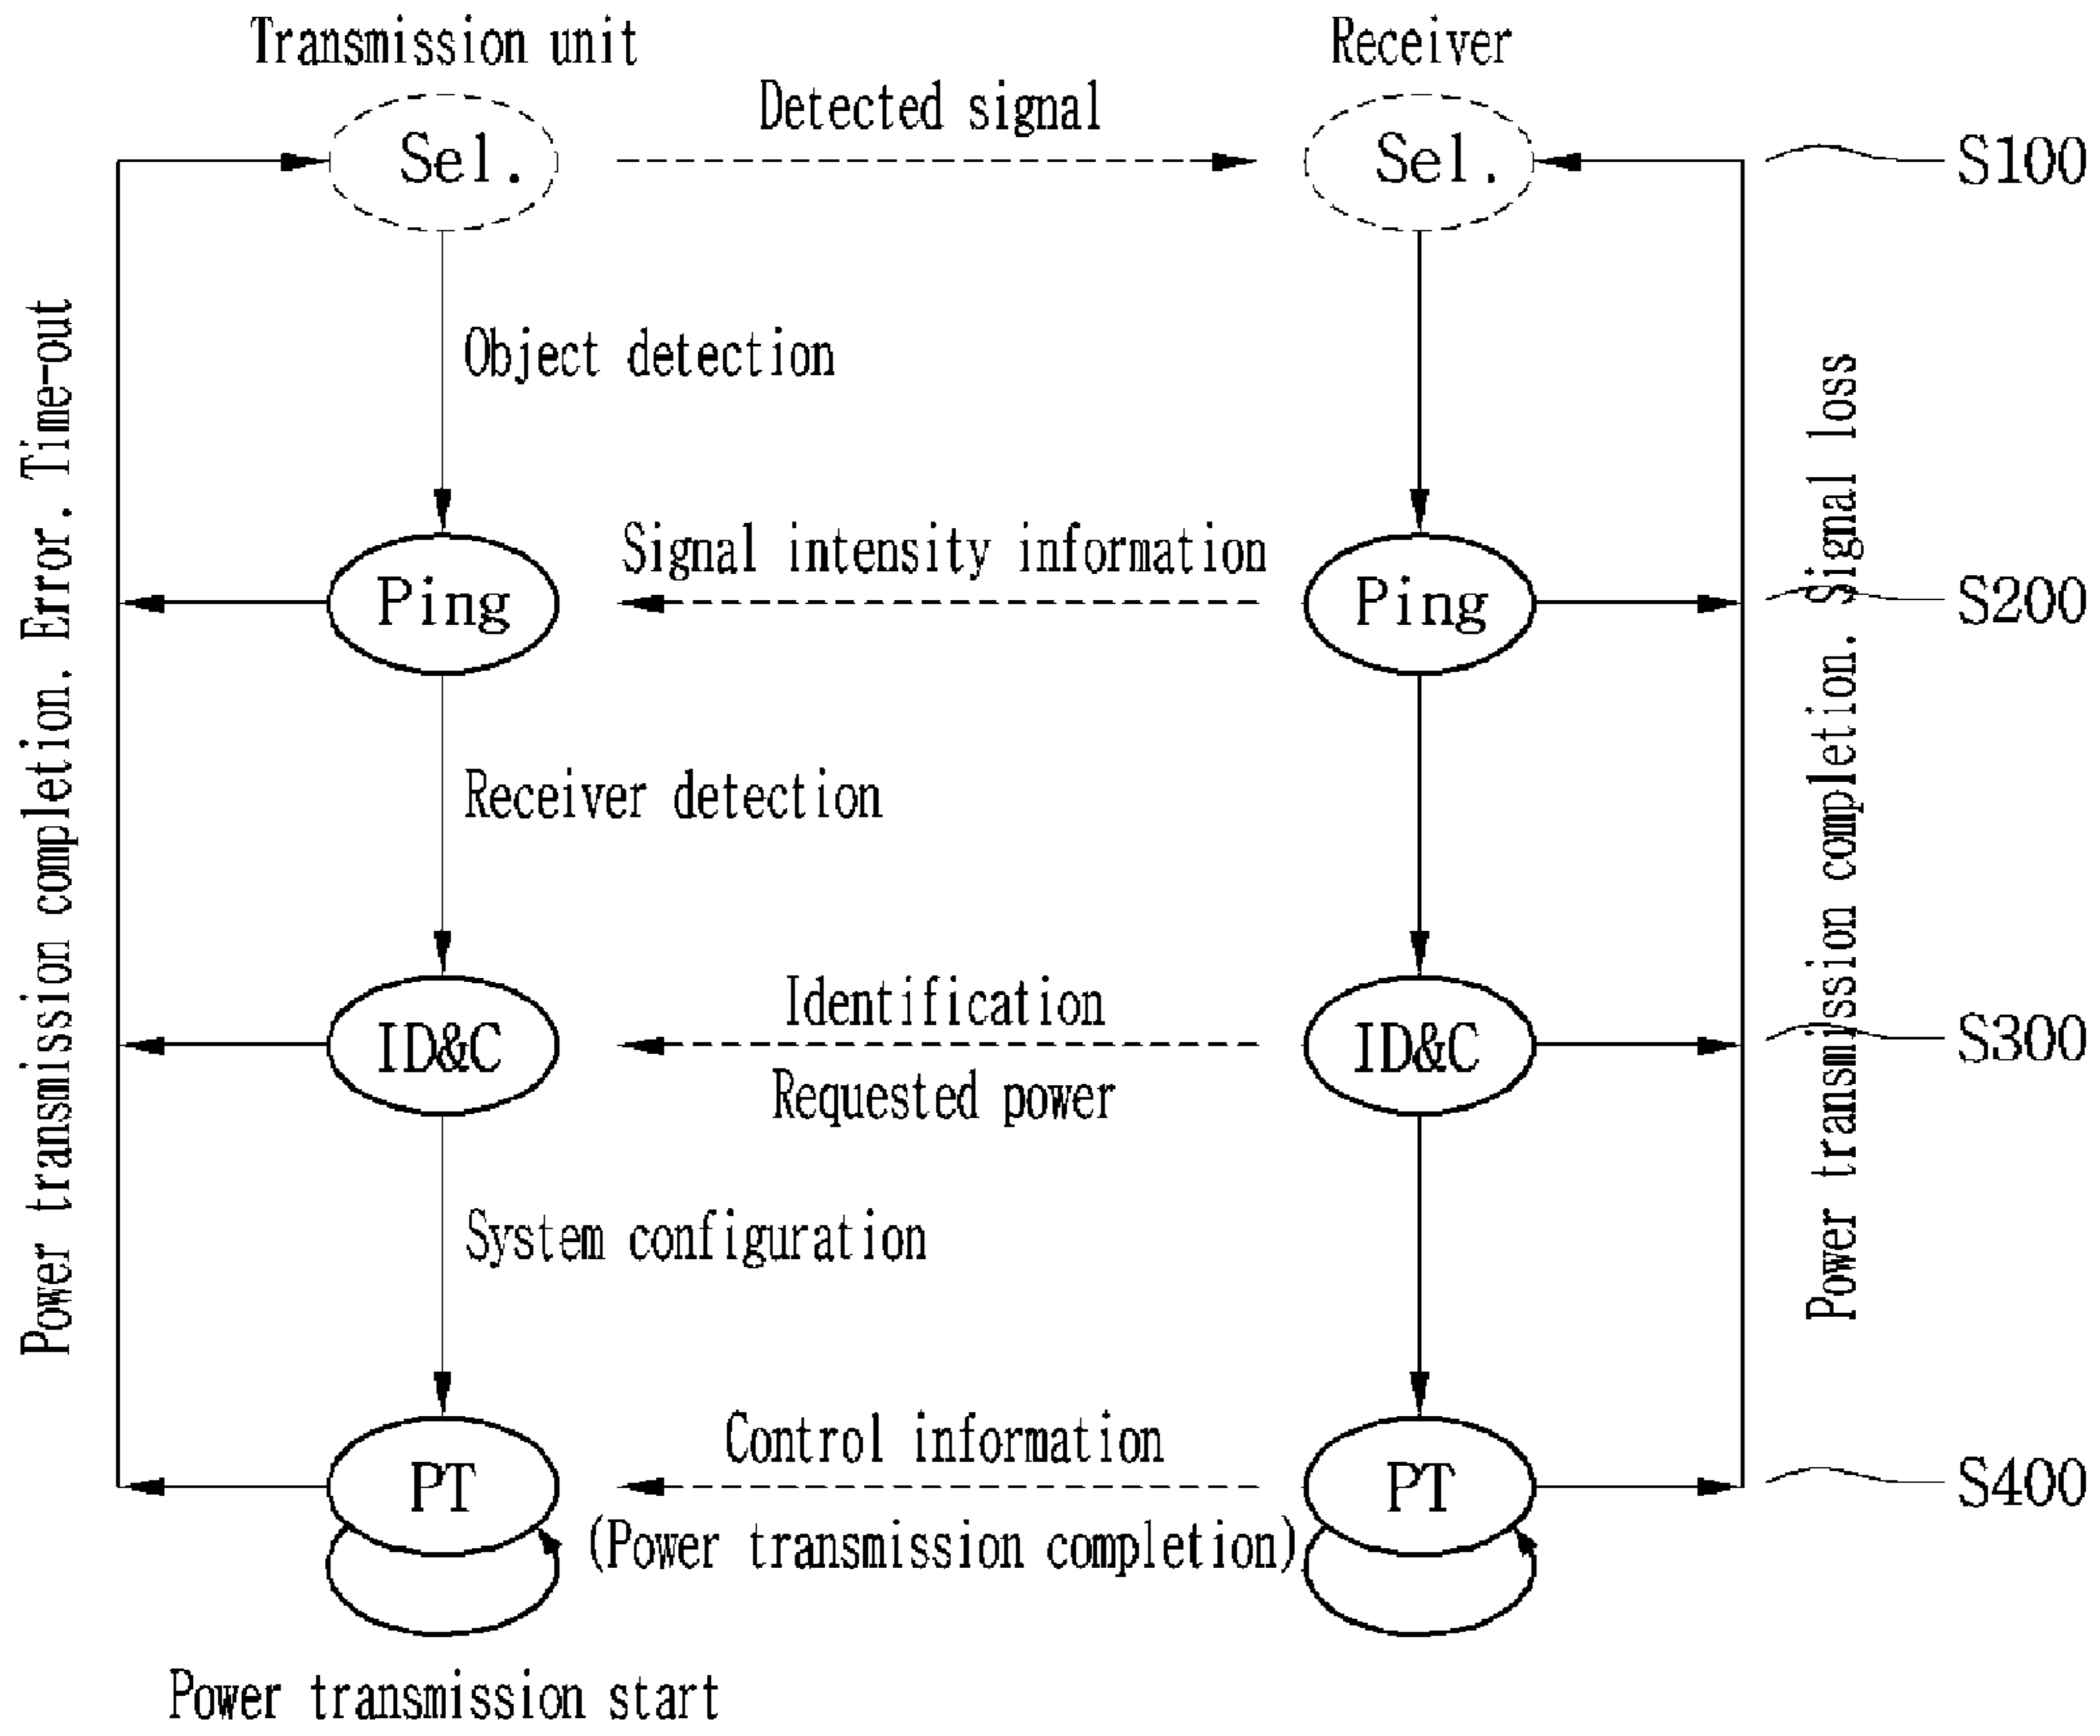 Transmission unit
Receiver
Detected signal
Sel.
Sel.
S100
Object detection
Signal intensity information
Ping
Ping
S200
Receiver detection
Identification
ID&C
ID&C
S300
Requested power
System configuration
Control information
PT
PT
S400
(Power transmission completion)
Power transmission start
Power transmission completion. Error. Time-out
Power transmission completion. Signal loss